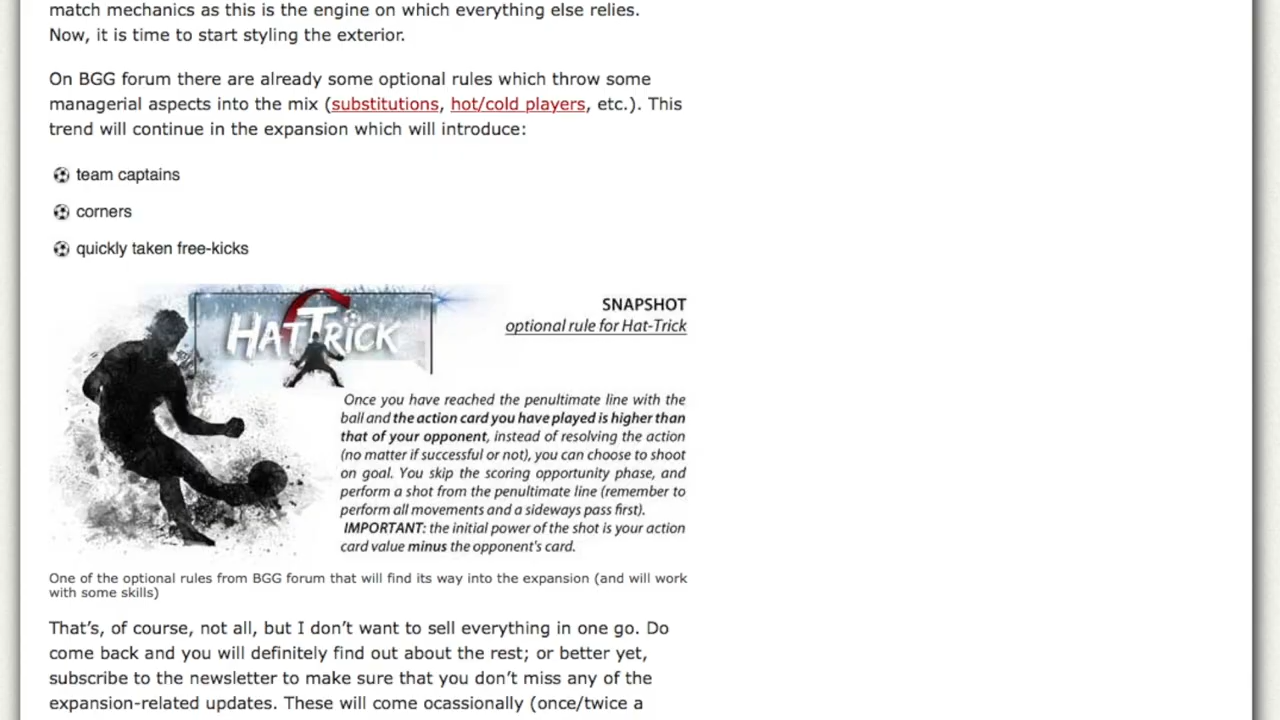 match mechanics as this is the engine on which everything else relies.
Now, it is time to start styling the exterior.
On BGG forum there are already some optional rules which throw some
managerial aspects into the mix (substitutions, hot/cold players, etc.). This
trend will continue in the expansion which will introduce:
team captains
corners
quickly taken free-kicks
HATTRICK
SNAPSHOT
optional rule for Hat-Trick
Once you have reached the penultimate line with the
ball and the action card you have played is higher than
that of your opponent, instead of resolving the action
(no matter if successful or not), you can choose to shoot
on goal. You skip the scoring opportunity phase, and
perform a shot from the penultimate line (remember to
perform all movements and a sideways pass first).
IMPORTANT: the initial power of the shot is your action
card value minus the opponent's card.
One of the optional rules from BGG forum that will find its way into the expansion (and will work
with some skills)
That's, of course, not all, but I don't want to sell everything in one go. Do
come back and you will definitely find out about the rest; or better yet,
subscribe to the newsletter to make sure that you don't miss any of the
expansion-related updates. These will come ocassionally (once/twice a